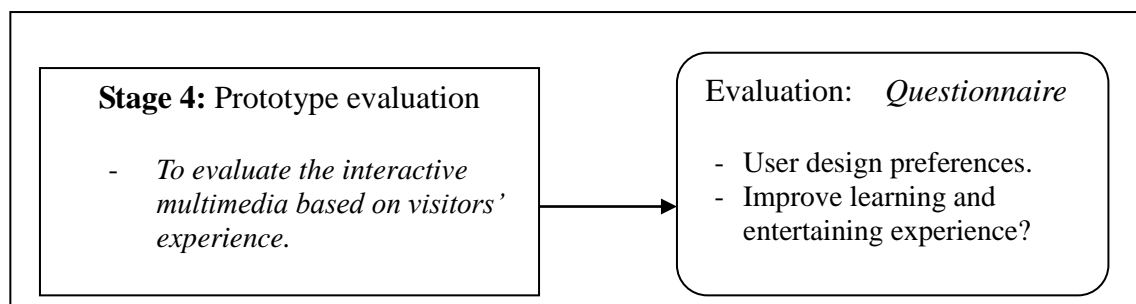 Stage 4: Prototype evaluation
- To evaluate the interactive
multimedia based on visitors’
experience.
Evaluation: Questionnaire
- User design preferences.
- Improve learning and
entertaining experience?